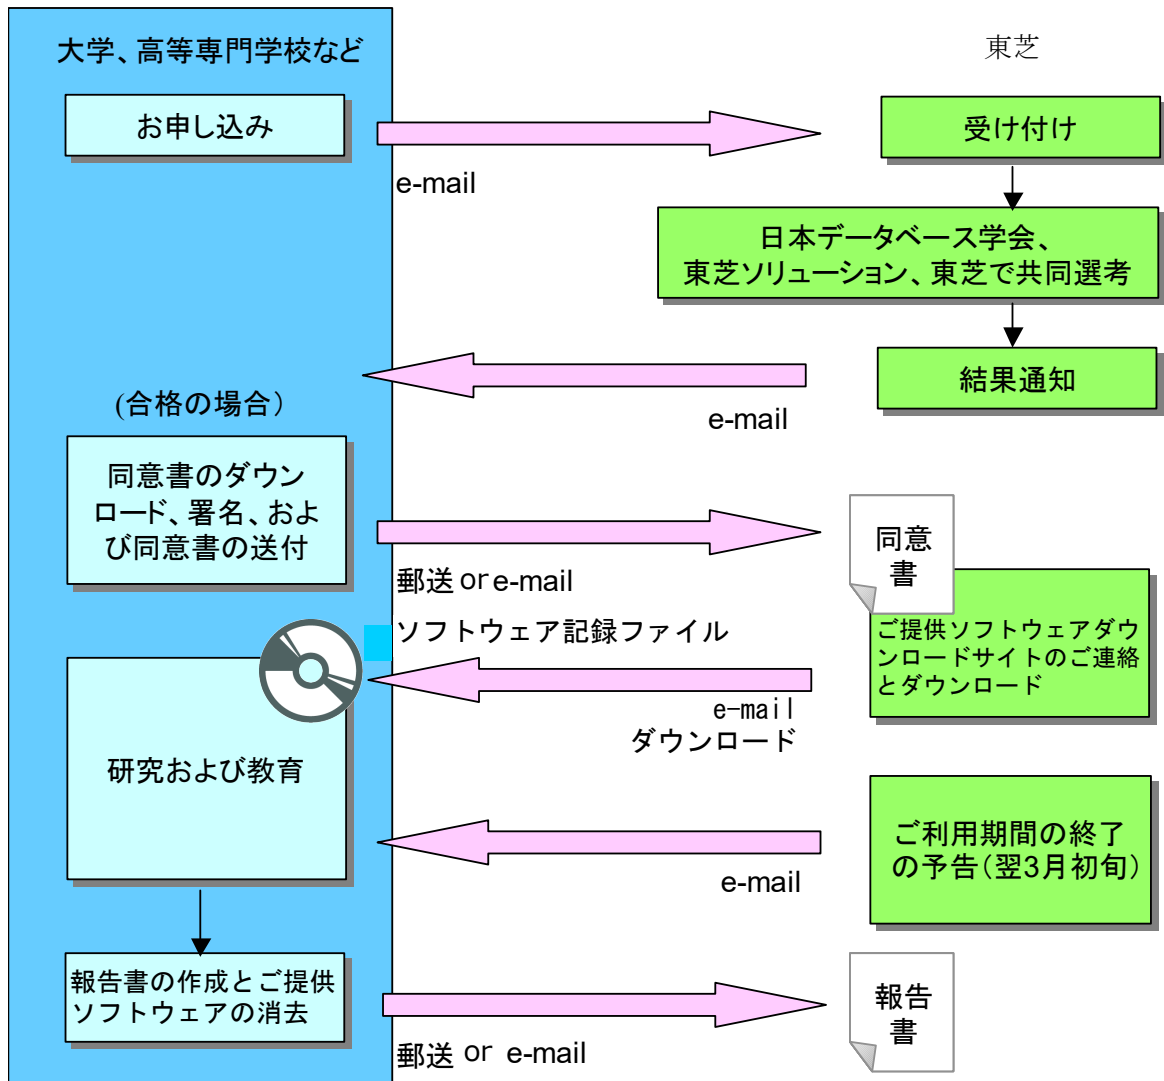 大学、高等専門学校など
東芝
お申し込み
受け付け
e-mail
日本データベース学会、
東芝ソリューション、東芝で共同選考
結果通知
e-mail
(合格の場合）
同意書のダウン
ロード、署名、およ
び同意書の送付
同意
書
郵送 or e-mail
ソフトウェア記録ファイル
ご提供ソフトウェアダウ
ンロードサイトのご連絡
とダウンロード
e-mail
ダウンロード
研究および教育
ご利用期間の終了
の予告（翌3月初旬）
e-mail
報告書の作成とご提供
ソフトウェアの消去
報告
書
郵送 or e-mail